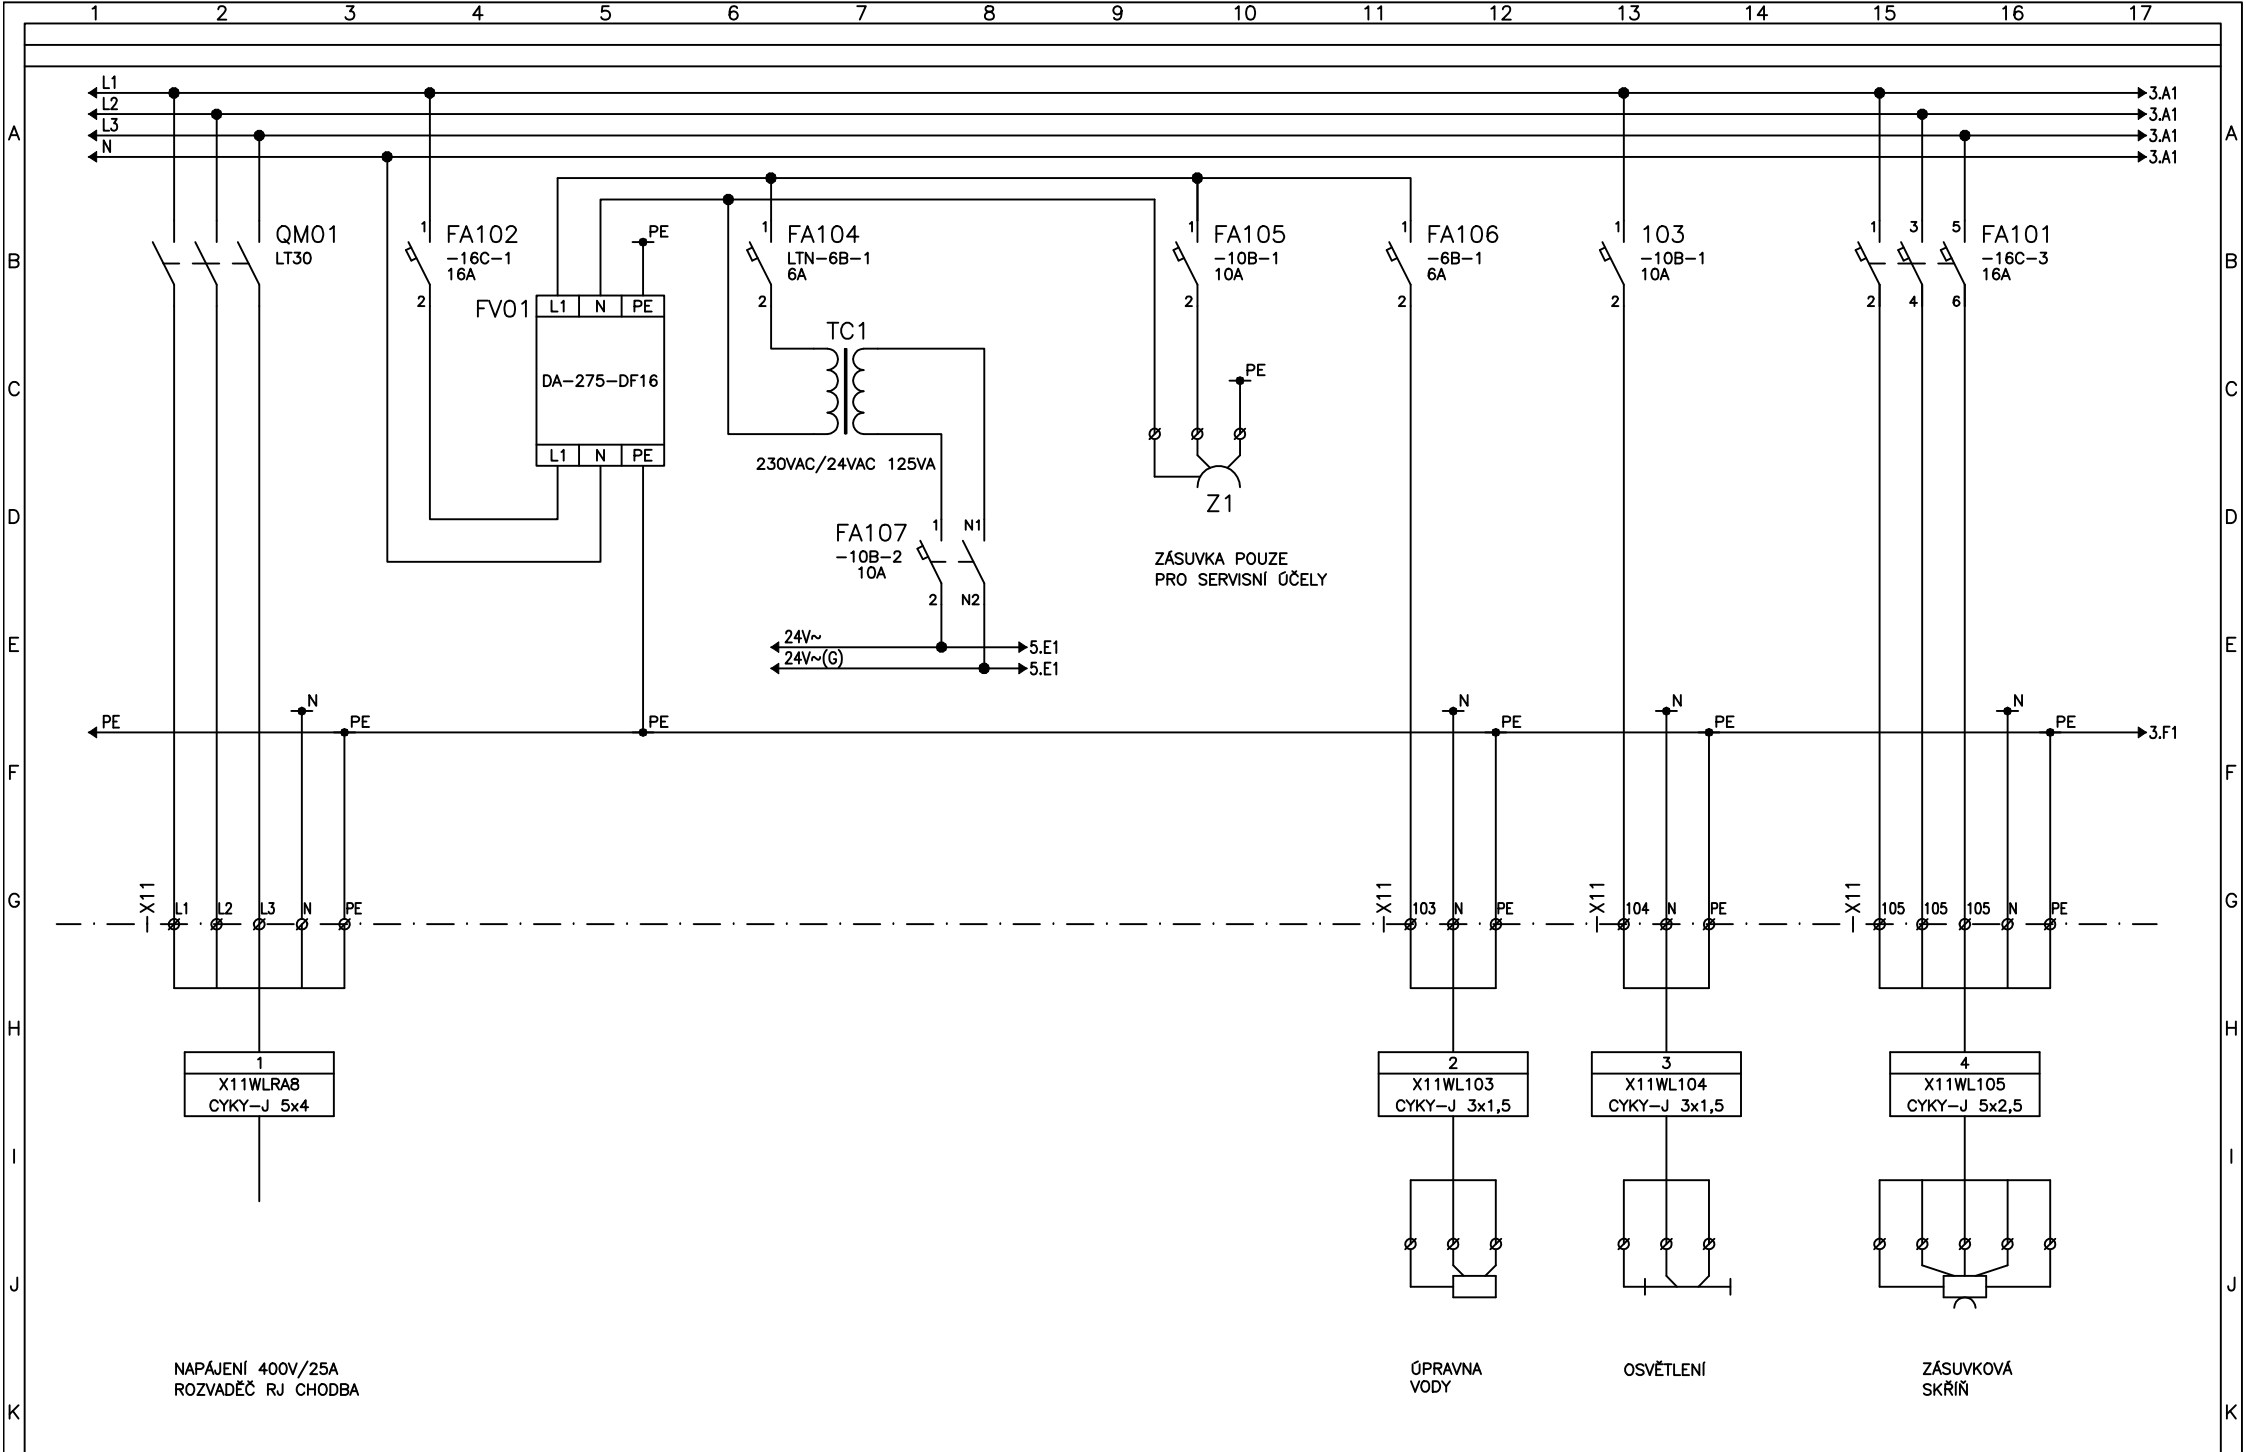 1 2 3 4 5 6 7 8 9 10 11 12 13 14 15 16 17
L1 3.A1
L2 3.A1
A L3 3.A1 A
N 3.A1
PE
1 QM01 1 FA102 1 FA104 1 FA105 1 FA106 1 103 1 3 5 FA101
LT30 -16C-1 LTN-6B-1 -10B-1 -6B-1 -10B-1 -16C-3
B 16A 6A 10A 6A 10A 16A B
2 2 2 2 2 2 4 6
FV01 L1 N PE
TC1
PE
C DA-275-DF16 C
L1 N PE
230VAC/24VAC 125VA
Z1
D D
FA107 1 N1
-10B-2
10A
2 N2
ZÁSUVKA POUZE
PRO SERVISNÍ ÚČELY
24V~ 5.E1
E E
24V~(G) 5.E1
N N N N
PE PE PE PE PE PE 3.F1
F F
G X11 L1 L2 L3 N PE X11 103 N PE X11 104 N PE X11 105 105 105 N PE G
H H
1 2 3 4
X11WLRA8 X11WL103 X11WL104 X11WL105
CYKY-J 5x4 CYKY-J 3x1,5 CYKY-J 3x1,5 CYKY-J 5x2,5
I I
J J
NAPÁJENÍ 400V/25A
ROZVADĚČ RJ CHODBA
ÚPRAVNA
VODY
OSVĚTLENÍ
ZÁSUVKOVÁ
SKŘÍŇ
K K